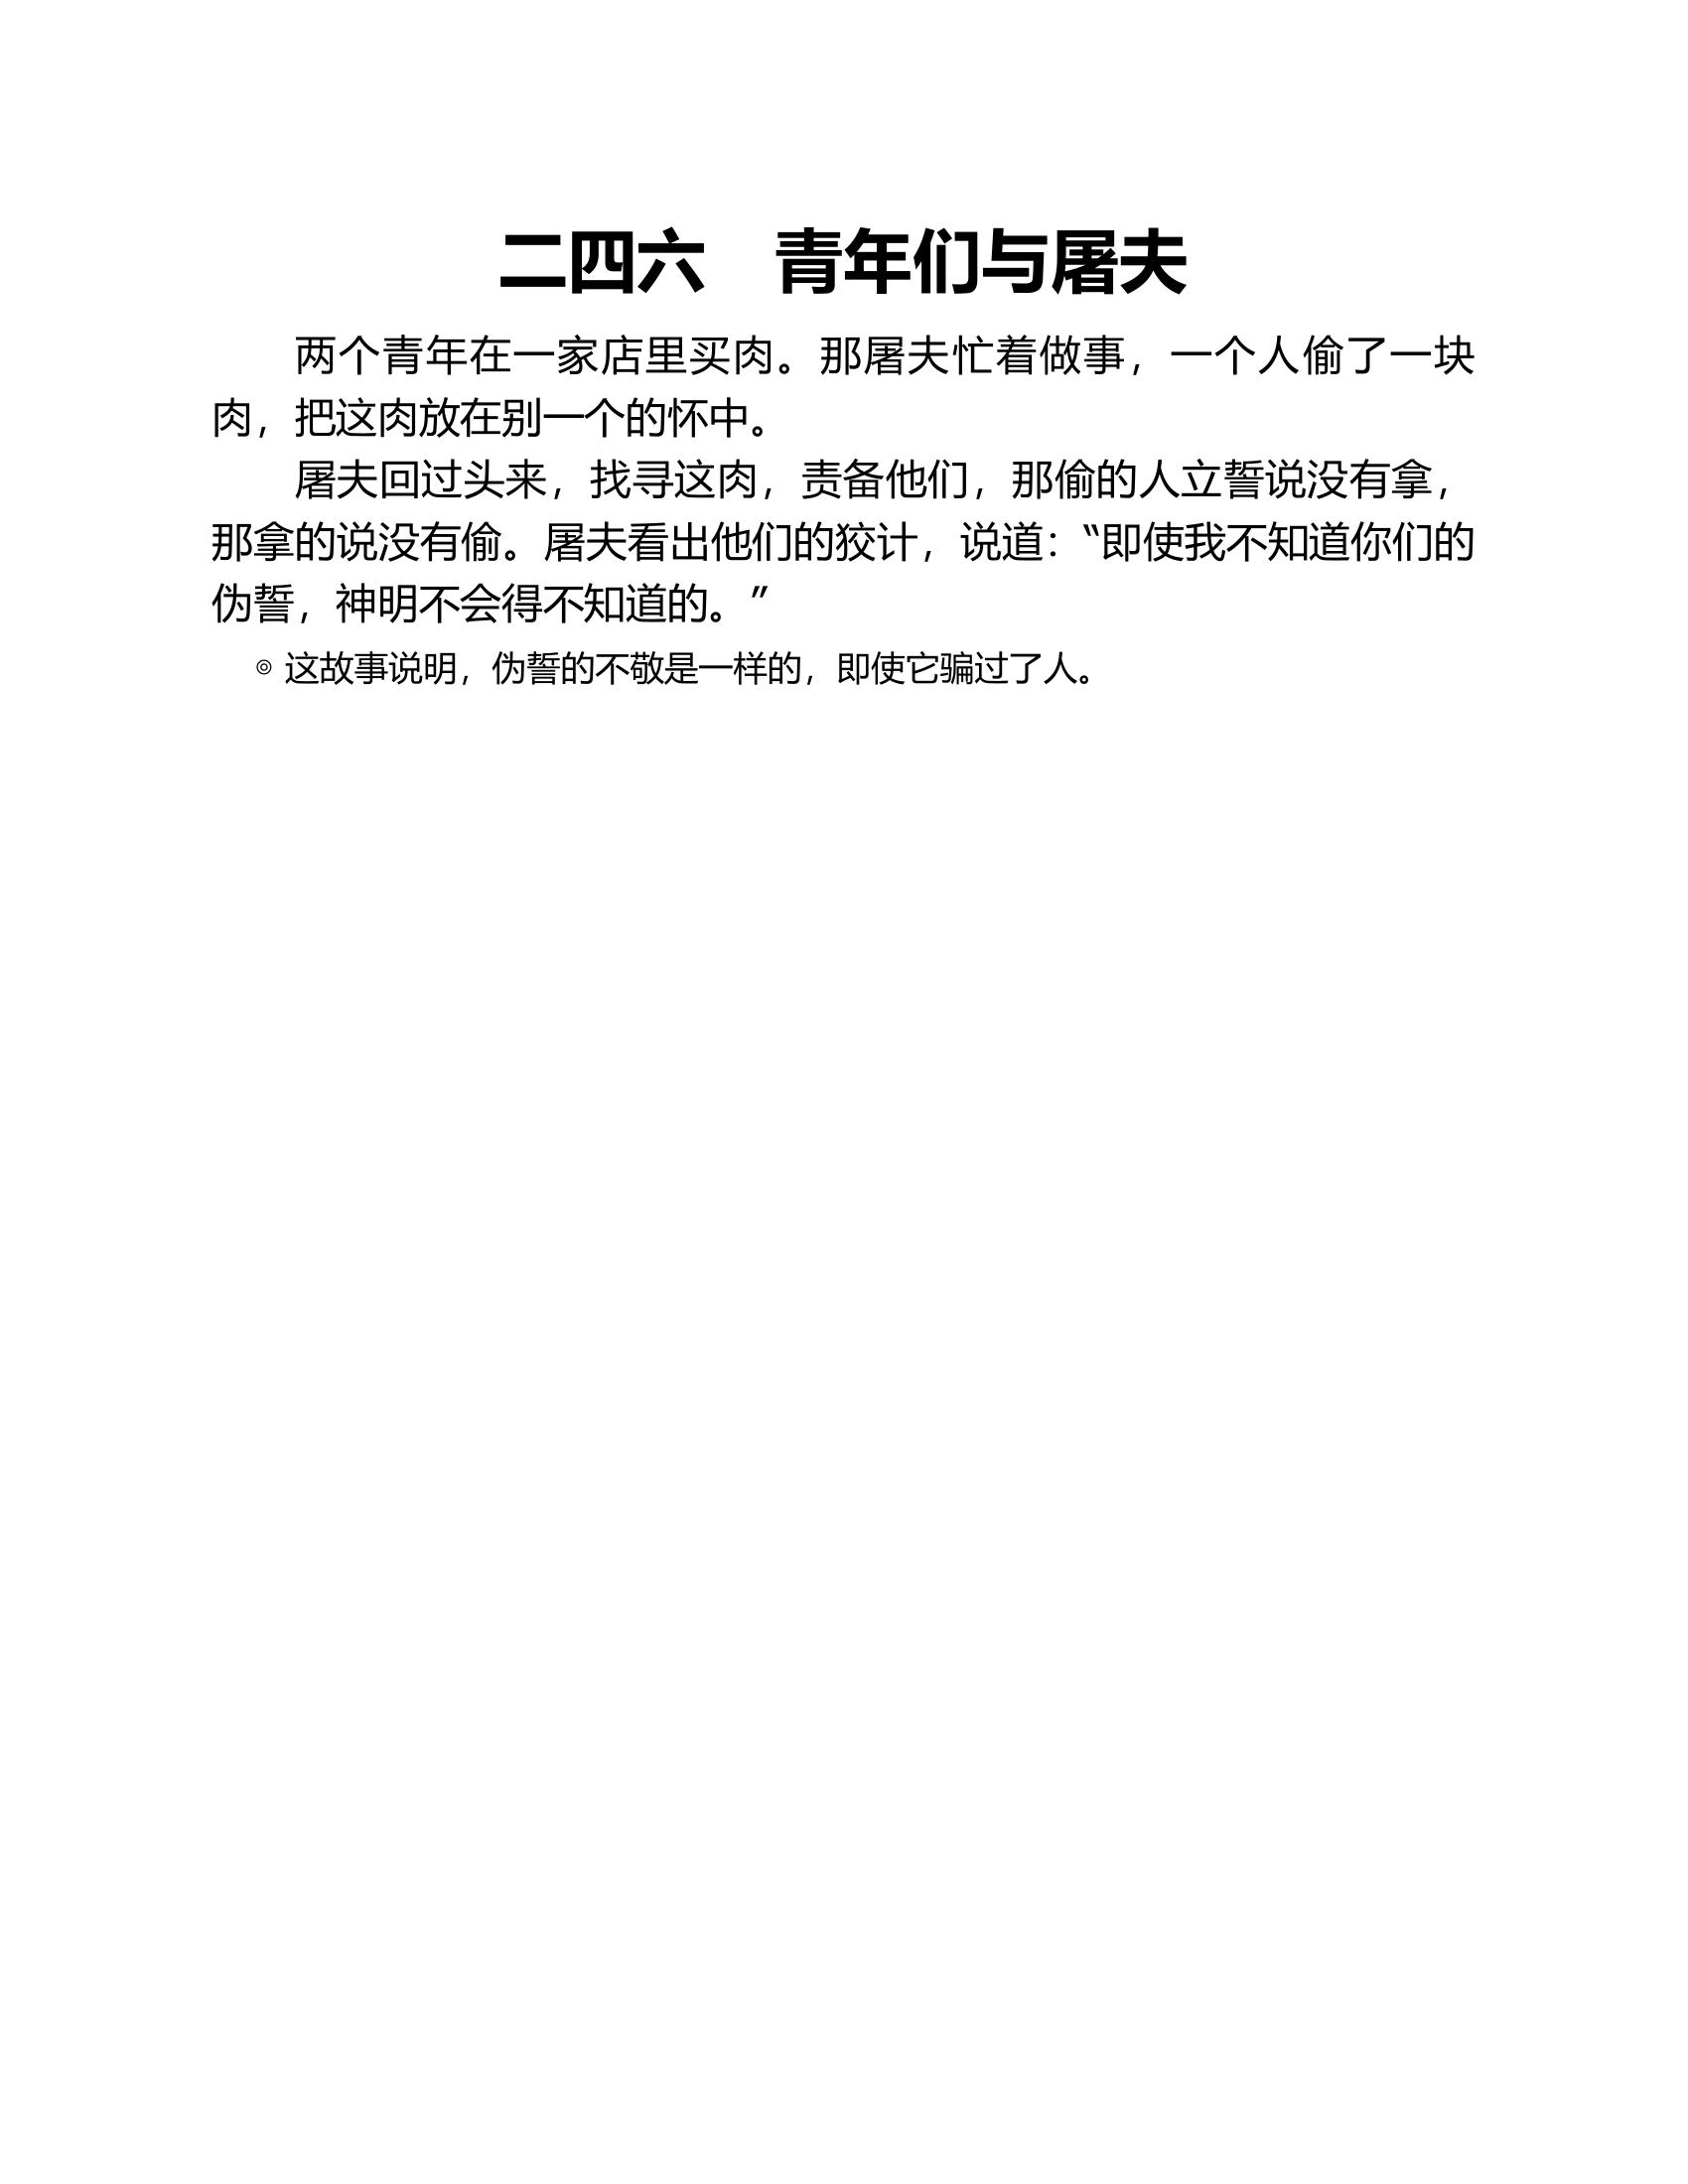 二四六　青年们与屠夫
两个青年在一家店里买肉。那屠夫忙着做事，一个人偷了一块
肉，把这肉放在别一个的怀中。
屠夫回过头来，找寻这肉，责备他们，那偷的人立誓说没有拿，
那拿的说没有偷。屠夫看出他们的狡计，说道：“即使我不知道你们的
伪誓，神明不会得不知道的。”
◎ 这故事说明，伪誓的不敬是一样的，即使它骗过了人。